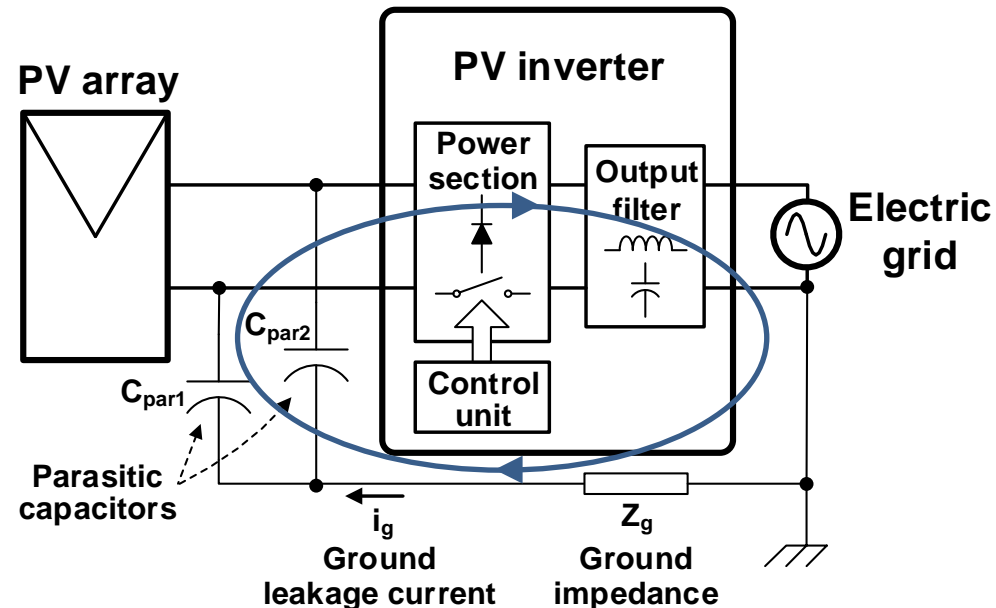 PV array
PV inverter
Power
section
Output
filter
Electric
grid
Cpar2
Cpar1
Control
unit
Parasitic
capacitors
ig
Zg
Ground
leakage current
Ground
impedance